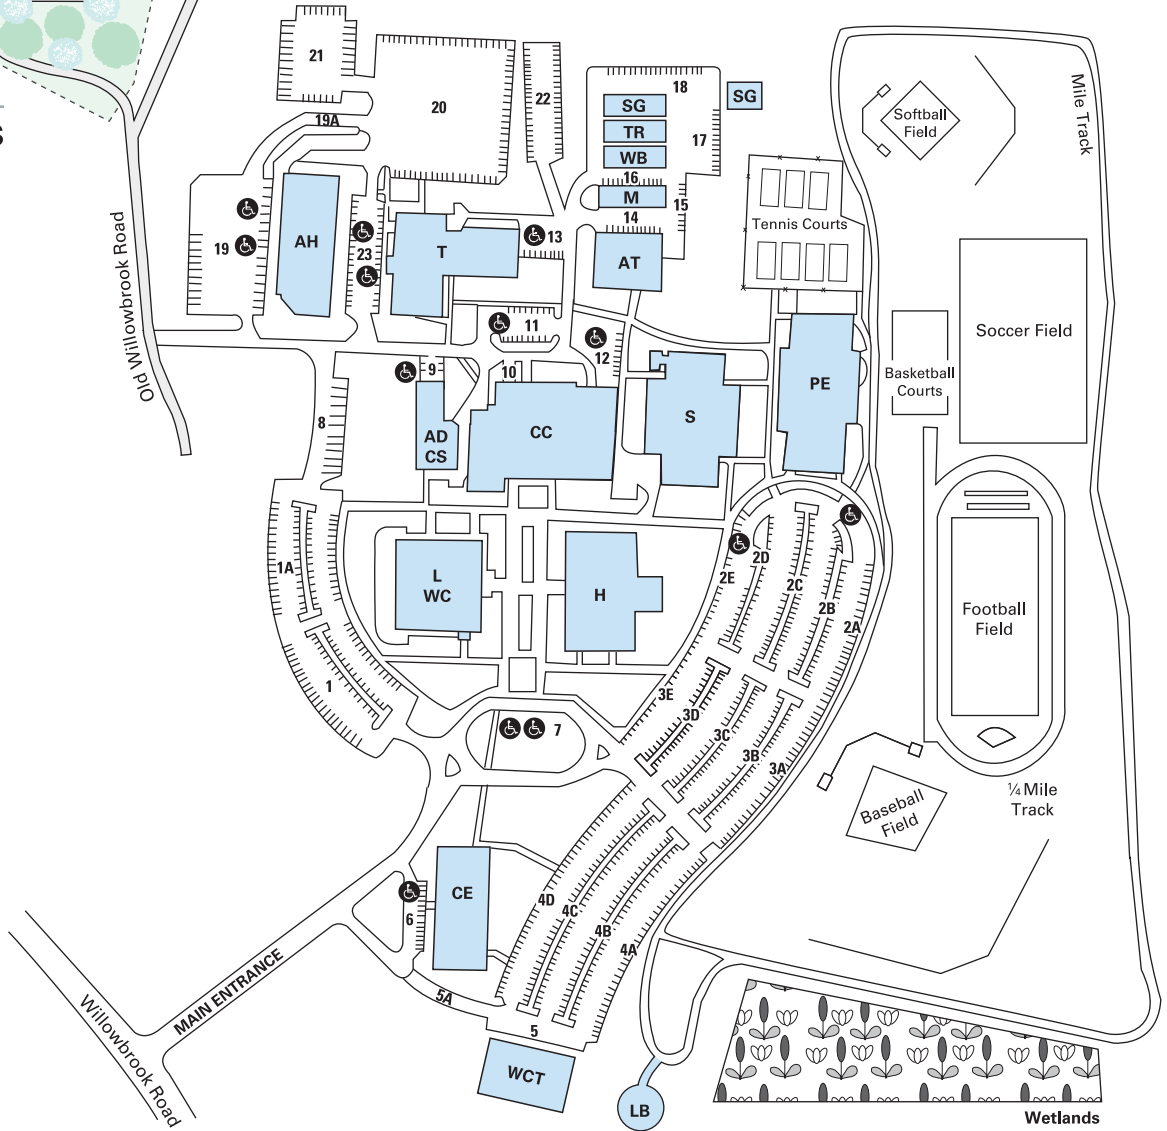 21
20
22
18
SG
SG
17
TR
WB
16
M
15
14
19A
S
19
AH
23
T
13
AT
11
12
Old Willowbrook Road
Softball
Field
Mile Track
Tennis Courts
Soccer Field
Basketball
Courts
PE
9
10
8
AD
CS
CC
S
1A
1
L
WC
H
2E
2D
2C
2B
2A
Football
Field
3E
3D
3C
3B
3A
7
¼ Mile
Track
Baseball
Field
CE
6
4D
4C
4B
4A
5A
5
MAIN ENTRANCE
Willowbrook Road
WCT
LB
Wetlands